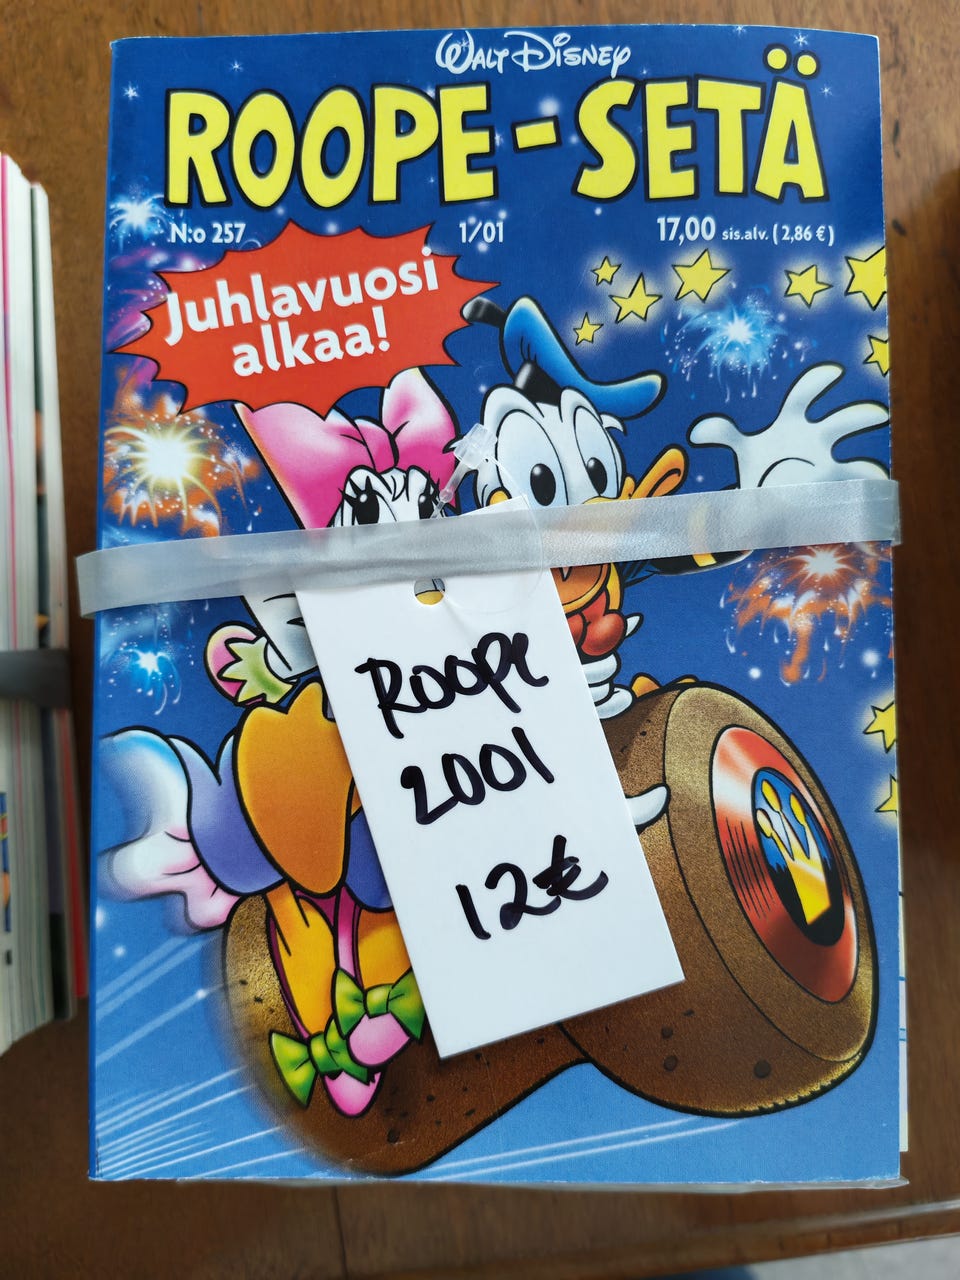 Walt Disney
ROOPE-SETÄ
N:o 257 1/01 17,00 sis.alv. (2,86 €)
Juhlavuosi
alkaa!
Roope
2001
12€